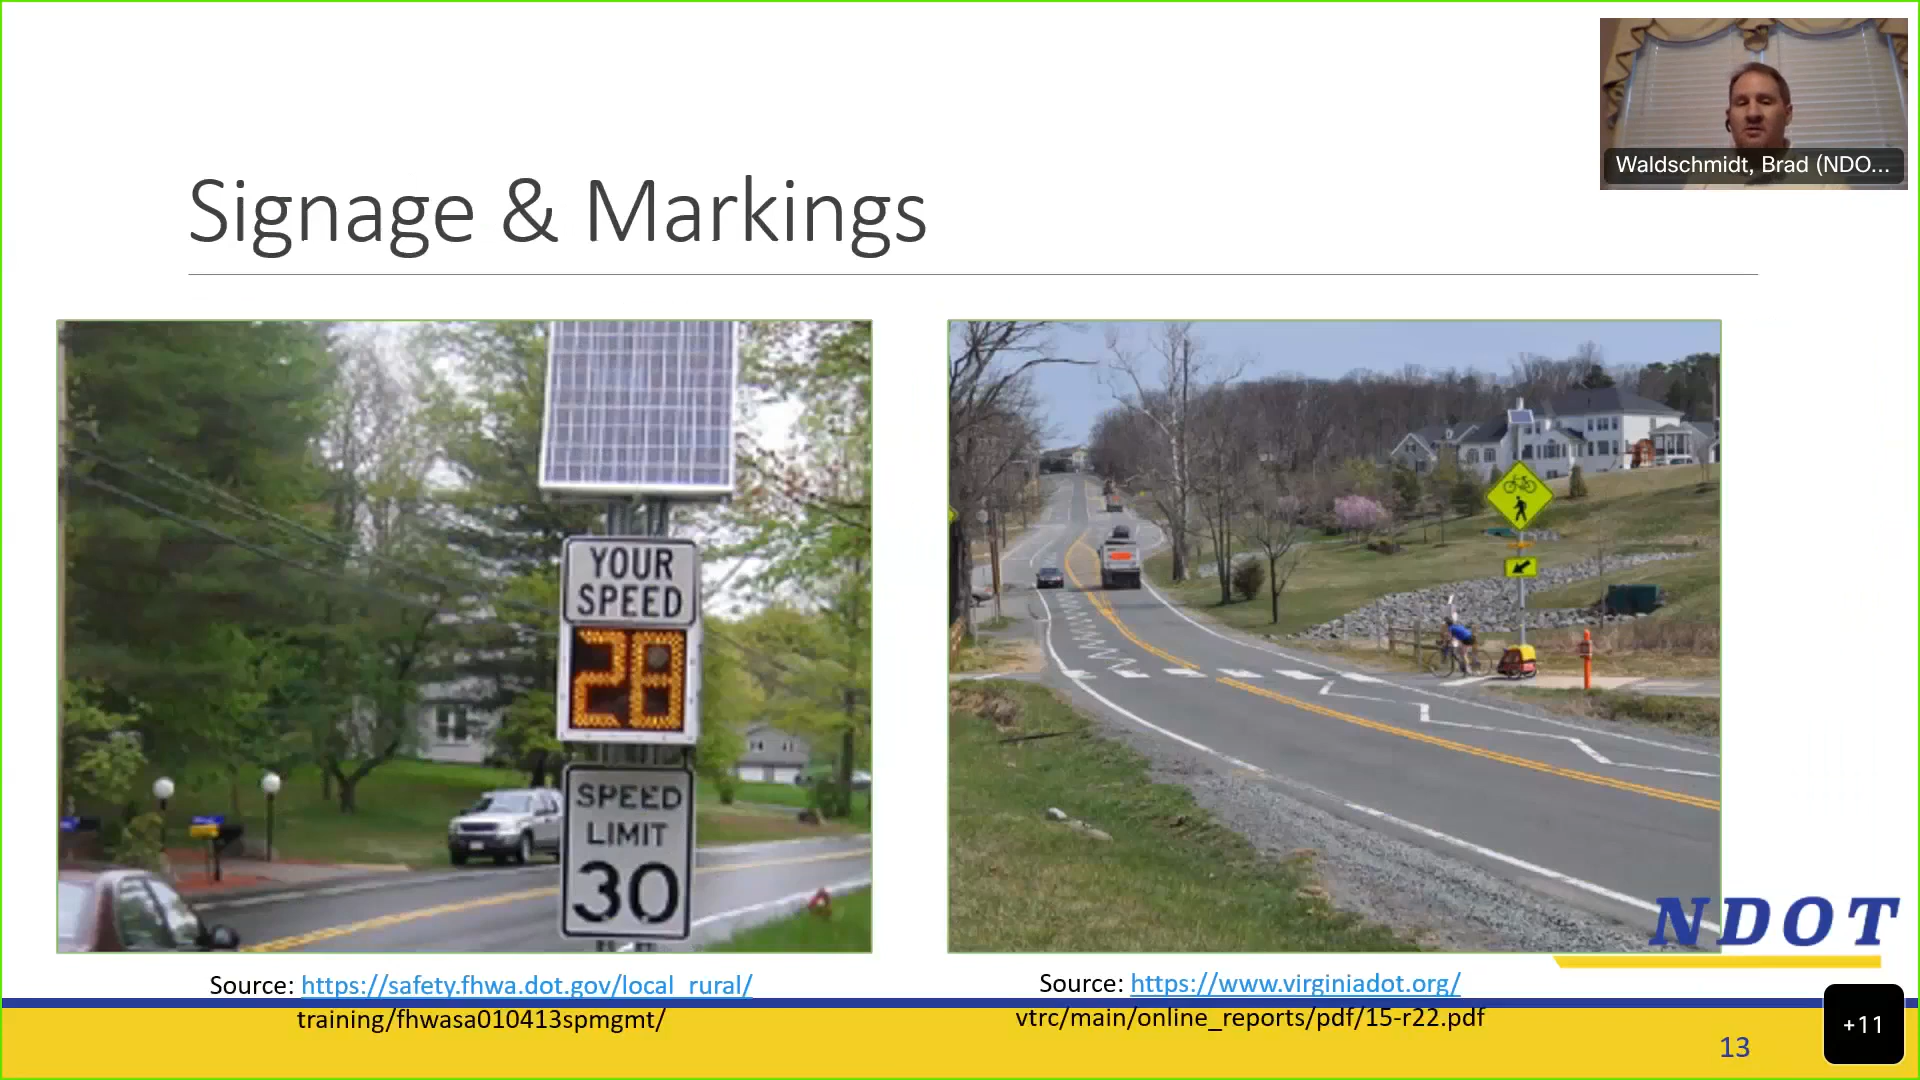 Waldschmidt, Brad (NDO...
Signage & Markings
YOUR
SPEED
28
SPEED
LIMIT
30
NDOT
Source: https://safety.fhwa.dot.gov/local_rural/
training/fhwasa010413spmgmt/
Source: https://www.virginiadot.org/
vtrc/main/online_reports/pdf/15-r22.pdf
13
+11